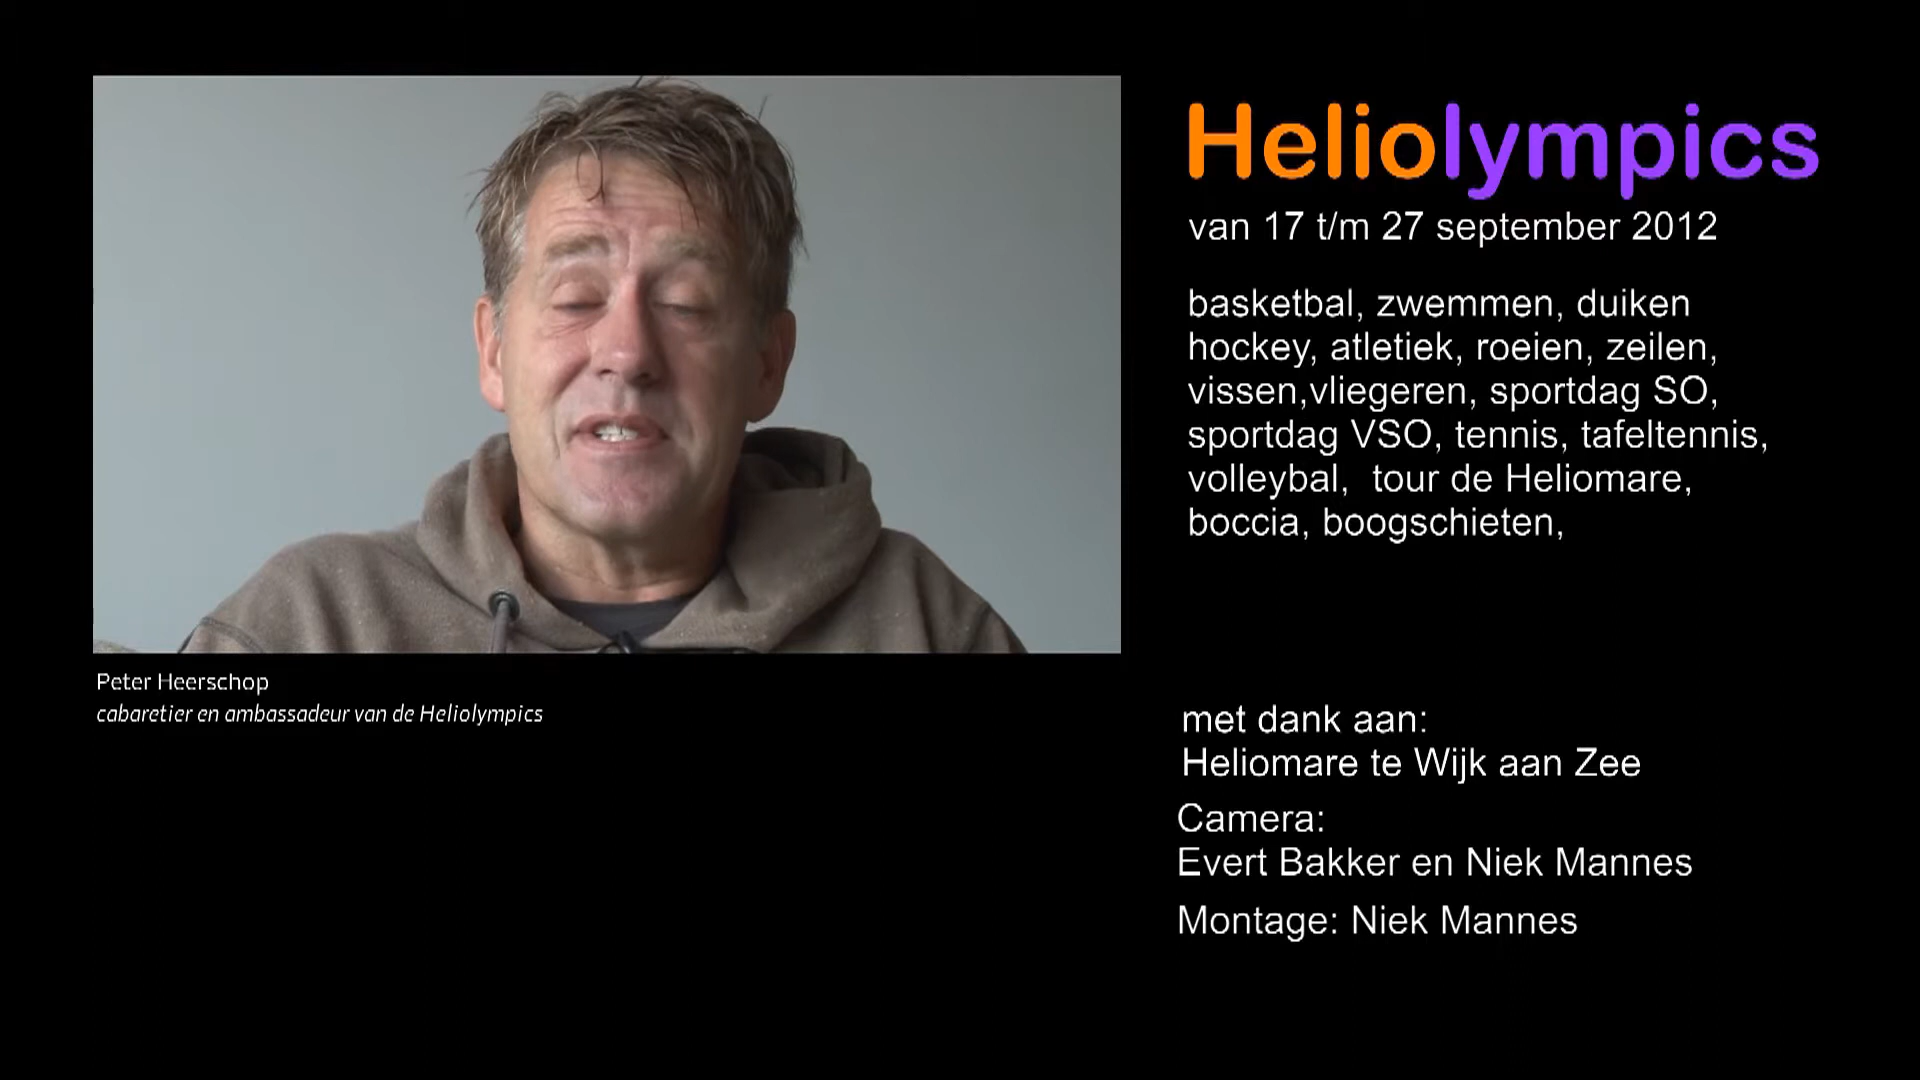 Heliolympics
van 17 t/m 27 september 2012
basketbal, zwemmen, duiken
hockey, atletiek, roeien, zeilen,
vissen,vliegeren, sportdag SO,
sportdag VSO, tennis, tafeltennis,
volleybal,  tour de Heliomare,
boccia, boogschieten,
Peter Heerschop
cabaretier en ambassadeur van de Heliolympics
met dank aan:
Heliomare te Wijk aan Zee
Camera:
Evert Bakker en Niek Mannes
Montage: Niek Mannes